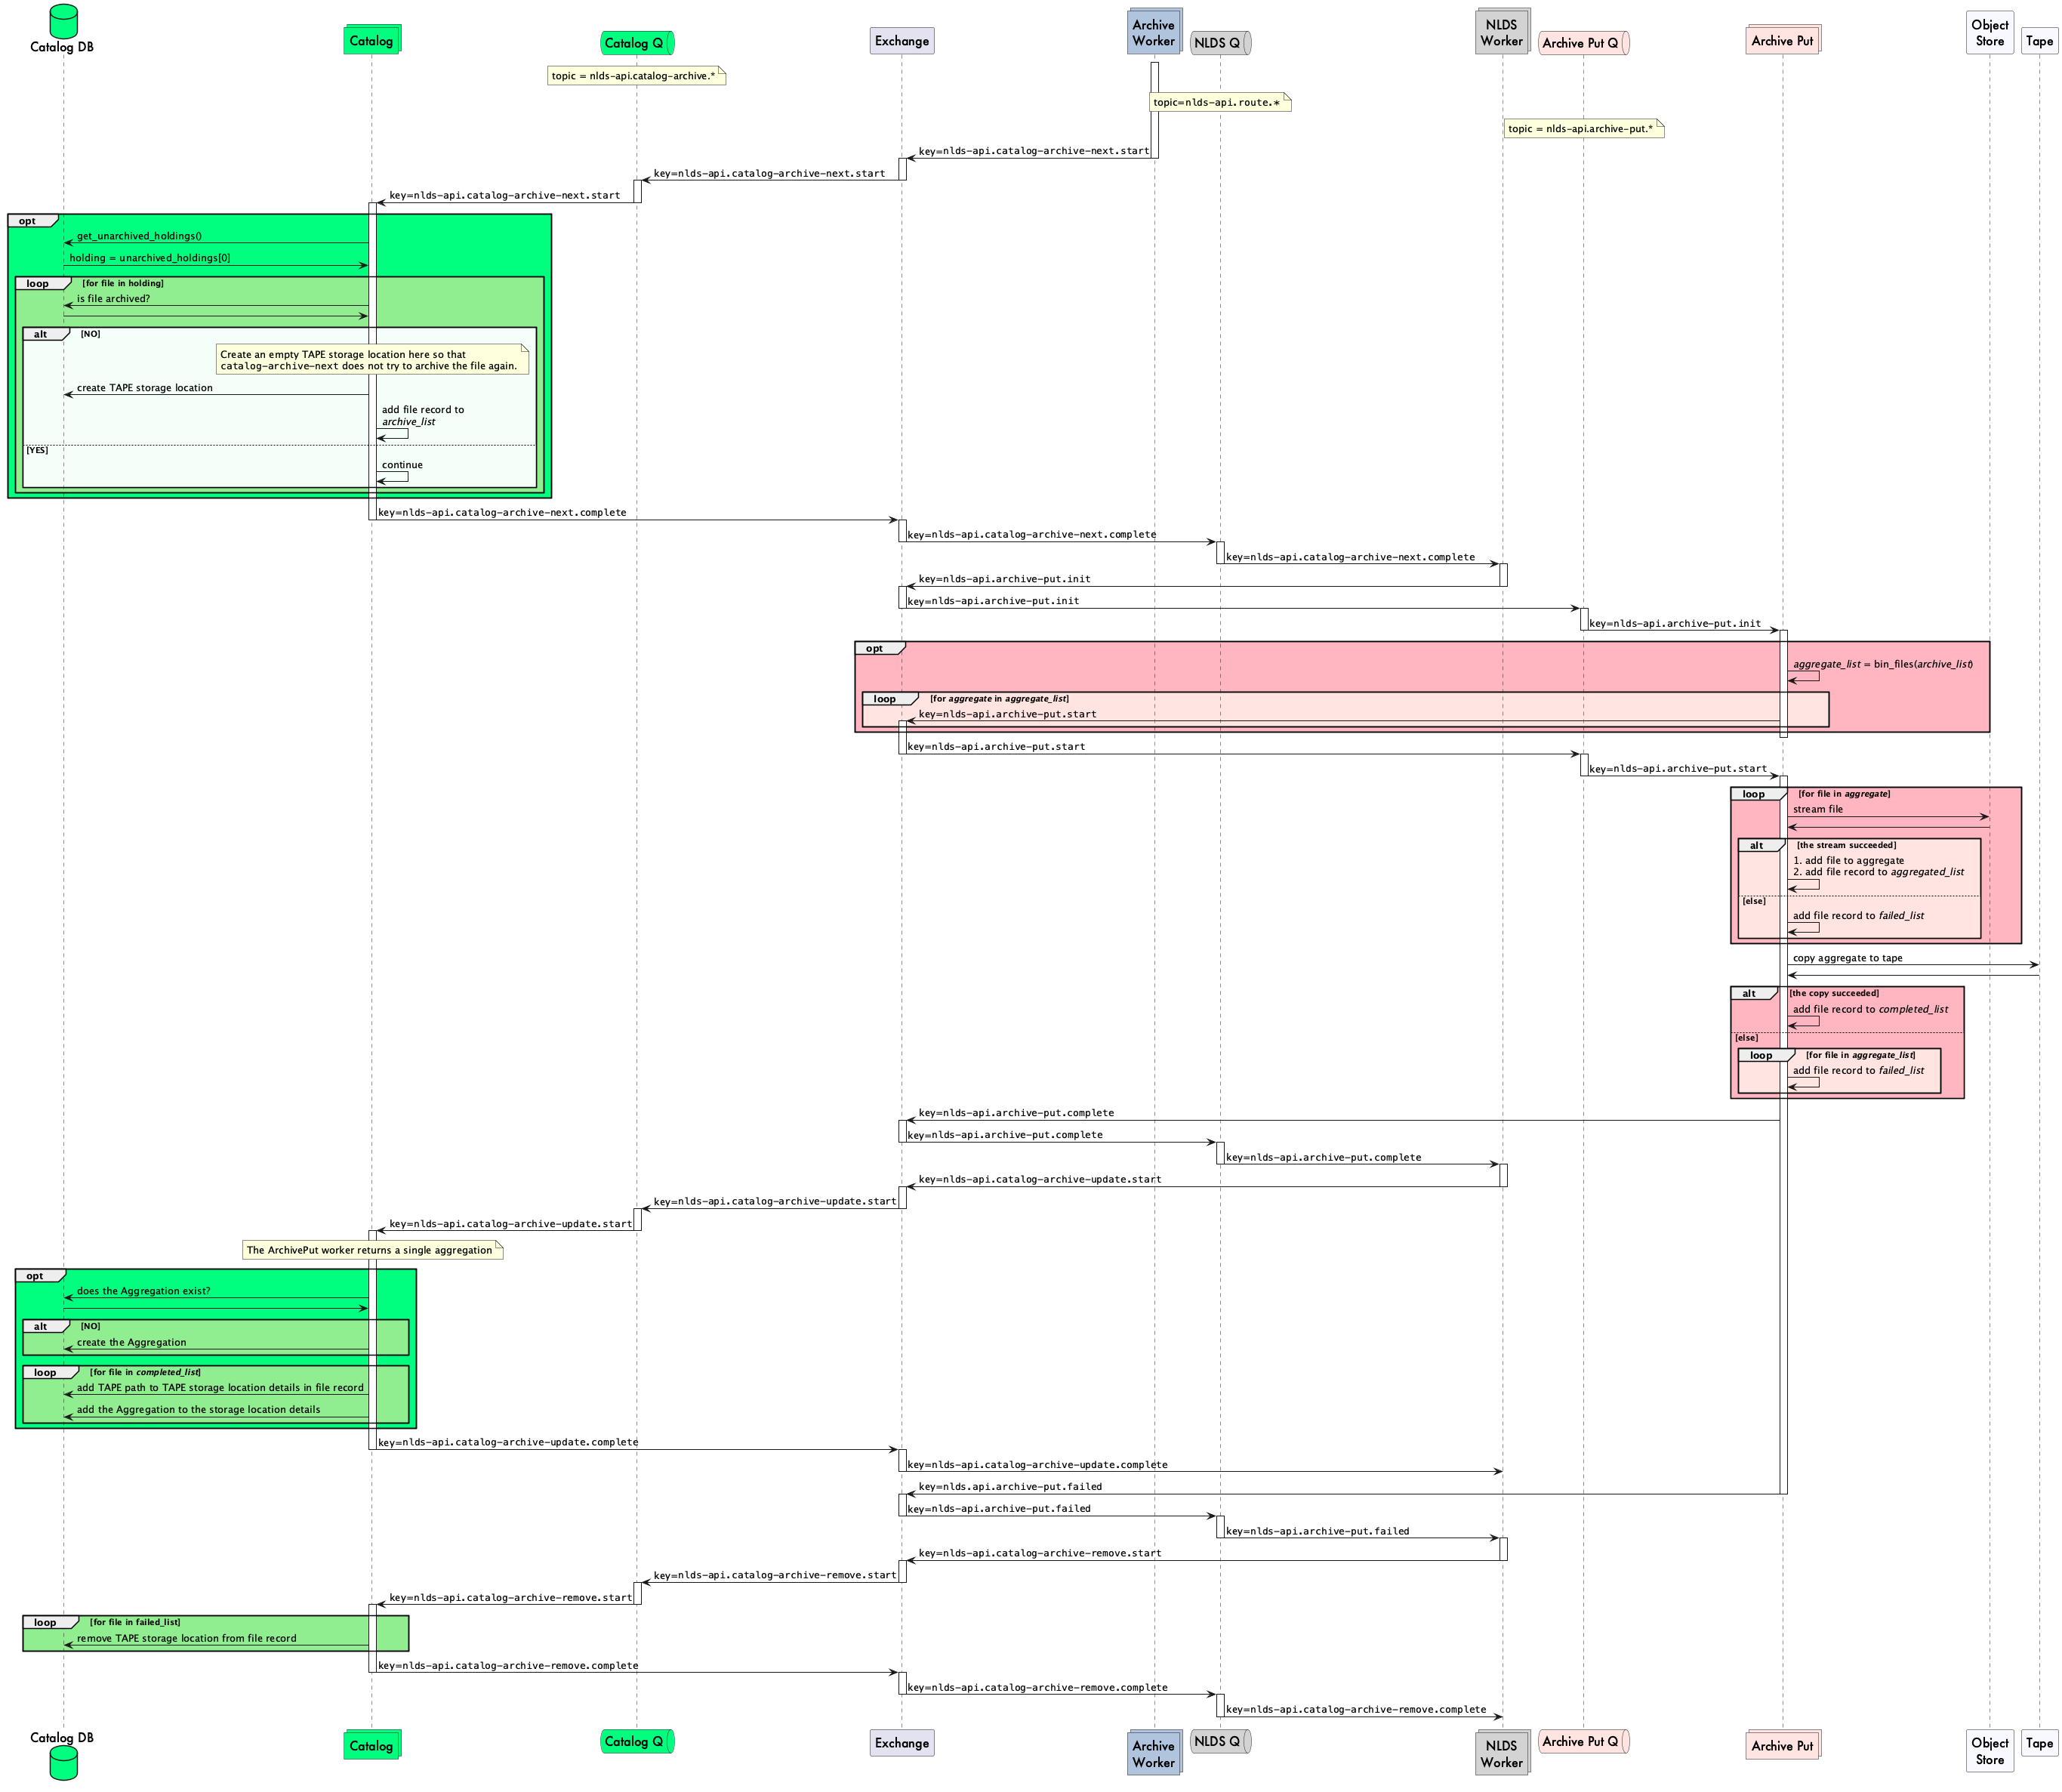 Catalog DB
Catalog
Catalog Q
Exchange
Archive
Worker
NLDS Q
NLDS
Worker
Archive Put Q
Archive Put
Object
Store
Tape
topic = nlds-api.catalog-archive.*
topic=nlds-api.route.*
topic = nlds-api.archive-put.*
key=nlds-api.catalog-archive-next.start
key=nlds-api.catalog-archive-next.start
key=nlds-api.catalog-archive-next.start
opt
get_unarchived_holdings()
holding = unarchived_holdings[0]
loop [for file in holding]
is file archived?
alt [NO]
Create an empty TAPE storage location here so that
catalog-archive-next does not try to archive the file again.
create TAPE storage location
add file record to
archive_list
[YES]
continue
key=nlds-api.catalog-archive-next.complete
key=nlds-api.catalog-archive-next.complete
key=nlds-api.catalog-archive-next.complete
key=nlds-api.archive-put.init
key=nlds-api.archive-put.init
key=nlds-api.archive-put.init
opt
aggregate_list = bin_files(archive_list)
loop [for aggregate in aggregate_list]
key=nlds-api.archive-put.start
key=nlds-api.archive-put.start
key=nlds-api.archive-put.start
loop [for file in aggregate]
stream file
alt [the stream succeeded]
1. add file to aggregate
2. add file record to aggregated_list
[else]
add file record to failed_list
copy aggregate to tape
alt [the copy succeeded]
add file record to completed_list
[else]
loop [for file in aggregate_list]
add file record to failed_list
key=nlds-api.archive-put.complete
key=nlds-api.archive-put.complete
key=nlds-api.archive-put.complete
key=nlds-api.catalog-archive-update.start
key=nlds-api.catalog-archive-update.start
key=nlds-api.catalog-archive-update.start
The ArchivePut worker returns a single aggregation
opt
does the Aggregation exist?
alt [NO]
create the Aggregation
loop [for file in completed_list]
add TAPE path to TAPE storage location details in file record
add the Aggregation to the storage location details
key=nlds-api.catalog-archive-update.complete
key=nlds-api.catalog-archive-update.complete
key=nlds.api.archive-put.failed
key=nlds-api.archive-put.failed
key=nlds-api.archive-put.failed
key=nlds-api.catalog-archive-remove.start
key=nlds-api.catalog-archive-remove.start
key=nlds-api.catalog-archive-remove.start
loop [for file in failed_list]
remove TAPE storage location from file record
key=nlds-api.catalog-archive-remove.complete
key=nlds-api.catalog-archive-remove.complete
key=nlds-api.catalog-archive-remove.complete
Catalog DB
Catalog
Catalog Q
Exchange
Archive
Worker
NLDS Q
NLDS
Worker
Archive Put Q
Archive Put
Object
Store
Tape